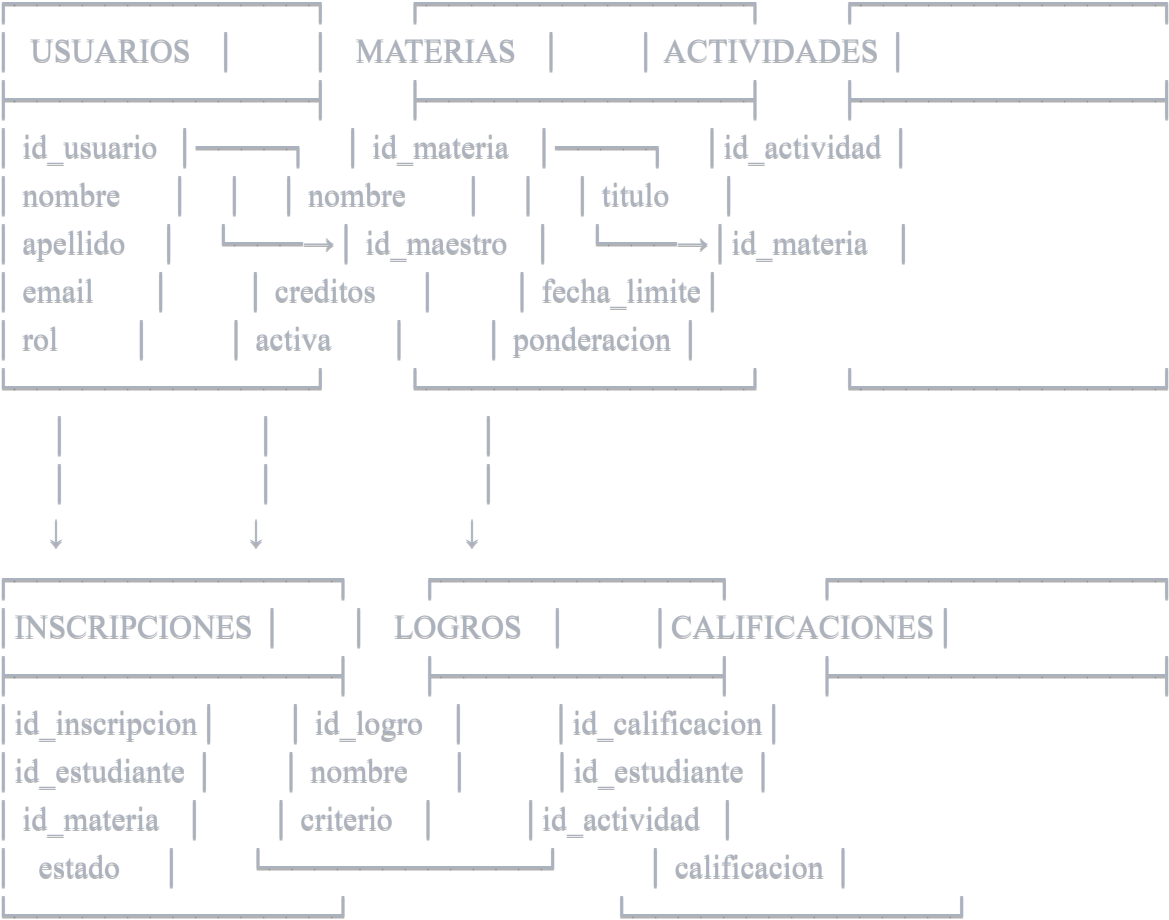 USUARIOS MATERIAS ACTIVIDADES
id_usuario id_materia id_actividad
nombre nombre titulo
apellido id_maestro id_materia
email creditos fecha_limite
rol activa ponderacion
INSCRIPCIONES LOGROS CALIFICACIONES
id_inscripcion id_logro id_calificacion
id_estudiante nombre id_estudiante
id_materia criterio id_actividad
estado calificacion